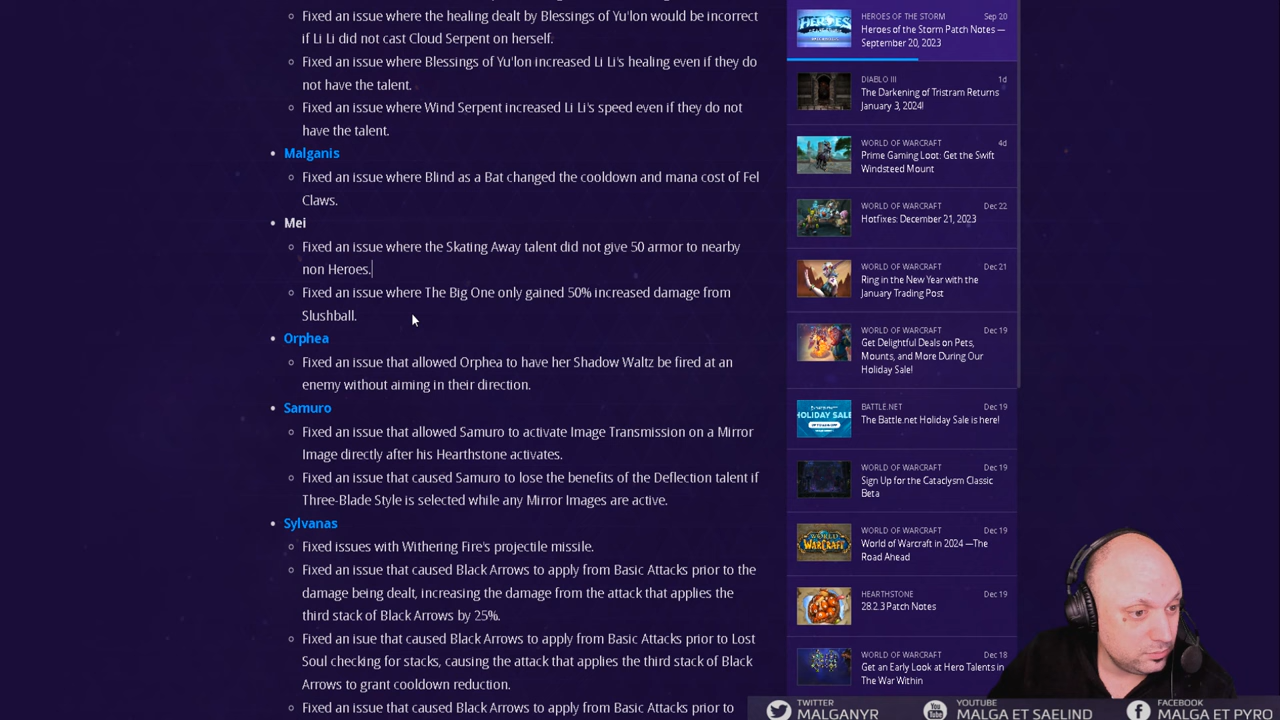 Fixed an issue where the healing dealt by Blessings of Yu'lon would be incorrect
if Li Li did not cast Cloud Serpent on herself.
Fixed an issue where Blessings of Yu'lon increased Li Li's healing even if they do
not have the talent.
Fixed an issue where Wind Serpent increased Li Li's speed even if they do not
have the talent.
Malganis
Fixed an issue where Blind as a Bat changed the cooldown and mana cost of Fel
Claws.
Mei
Fixed an issue where the Skating Away talent did not give 50 armor to nearby
non Heroes.
Fixed an issue where The Big One only gained 50% increased damage from
Slushball.
Orphea
Fixed an issue that allowed Orphea to have her Shadow Waltz be fired at an
enemy without aiming in their direction.
Samuro
Fixed an issue that allowed Samuro to activate Image Transmission on a Mirror
Image directly after his Hearthstone activates.
Fixed an issue that caused Samuro to lose the benefits of the Deflection talent if
Three-Blade Style is selected while any Mirror Images are active.
Sylvanas
Fixed issues with Withering Fire's projectile missile.
Fixed an issue that caused Black Arrows to apply from Basic Attacks prior to the
damage being dealt, increasing the damage from the attack that applies the
third stack of Black Arrows by 25%.
Fixed an isue that caused Black Arrows to apply from Basic Attacks prior to Lost
Soul checking for stacks, causing the attack that applies the third stack of Black
Arrows to grant cooldown reduction.
Fixed an issue that caused Black Arrows to apply from Basic Attacks prior to
HEROES OF THE STORM Sep 20
Heroes of the Storm Patch Notes —
September 20, 2023
DIABLO III 1d
The Darkening of Tristram Returns
January 3, 2024!
WORLD OF WARCRAFT 4d
Prime Gaming Loot: Get the Swift
Windsteed Mount
WORLD OF WARCRAFT Dec 22
Hotfixes: December 21, 2023
WORLD OF WARCRAFT Dec 21
Ring in the New Year with the
January Trading Post
WORLD OF WARCRAFT Dec 19
Get Delightful Deals on Pets,
Mounts, and More During Our
Holiday Sale!
HOLIDAY SALE
BATTLE.NET Dec 19
The Battle.net Holiday Sale is here!
WORLD OF WARCRAFT Dec 19
Sign Up for the Cataclysm Classic
Beta
WORLD WARCRAFT
WORLD OF WARCRAFT Dec 19
World of Warcraft in 2024 —The
Road Ahead
HEARTHSTONE Dec 19
28.2.3 Patch Notes
WORLD OF WARCRAFT Dec 18
Get an Early Look at Hero Talents in
The War Within
TWITTER
MALGANYR
YOUTUBE
MALGA ET SAELIND
FACEBOOK
MALGA ET PYRO